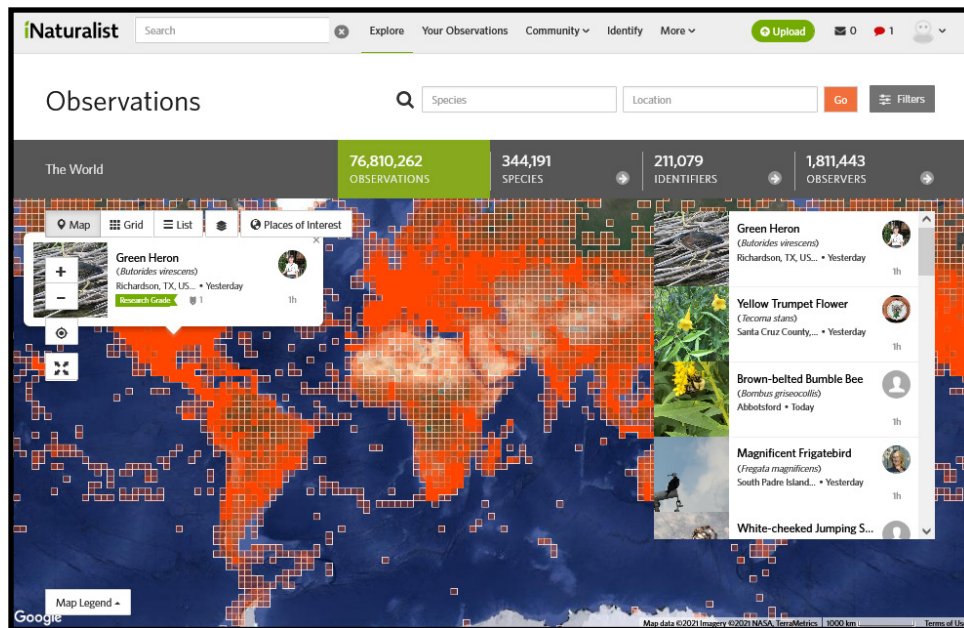 iNaturalist
Search
Explore
Your Observations
Community
Identify
More
Upload
0
1
Observations
Species
Location
Go
Filters
The World
76,810,262
OBSERVATIONS
344,191
SPECIES
211,079
IDENTIFIERS
1,811,443
OBSERVERS
Map
Grid
List
Places of Interest
Green Heron
(Butorides virescens)
Richardson, TX, US... • Yesterday
Research Grade
1
1h
Green Heron
(Butorides virescens)
Richardson, TX, US... • Yesterday
1h
Yellow Trumpet Flower
(Tecoma stans)
Santa Cruz County,... • Yesterday
1h
Brown-belted Bumble Bee
(Bombus griseocollis)
Abbotsford • Today
1h
Magnificent Frigatebird
(Fregata magnificens)
South Padre Island... • Yesterday
1h
White-cheeked Jumping S...
Map Legend
Google
Map data ©2021 Imagery ©2021 NASA, TerraMetrics
1000 km
Terms of Us